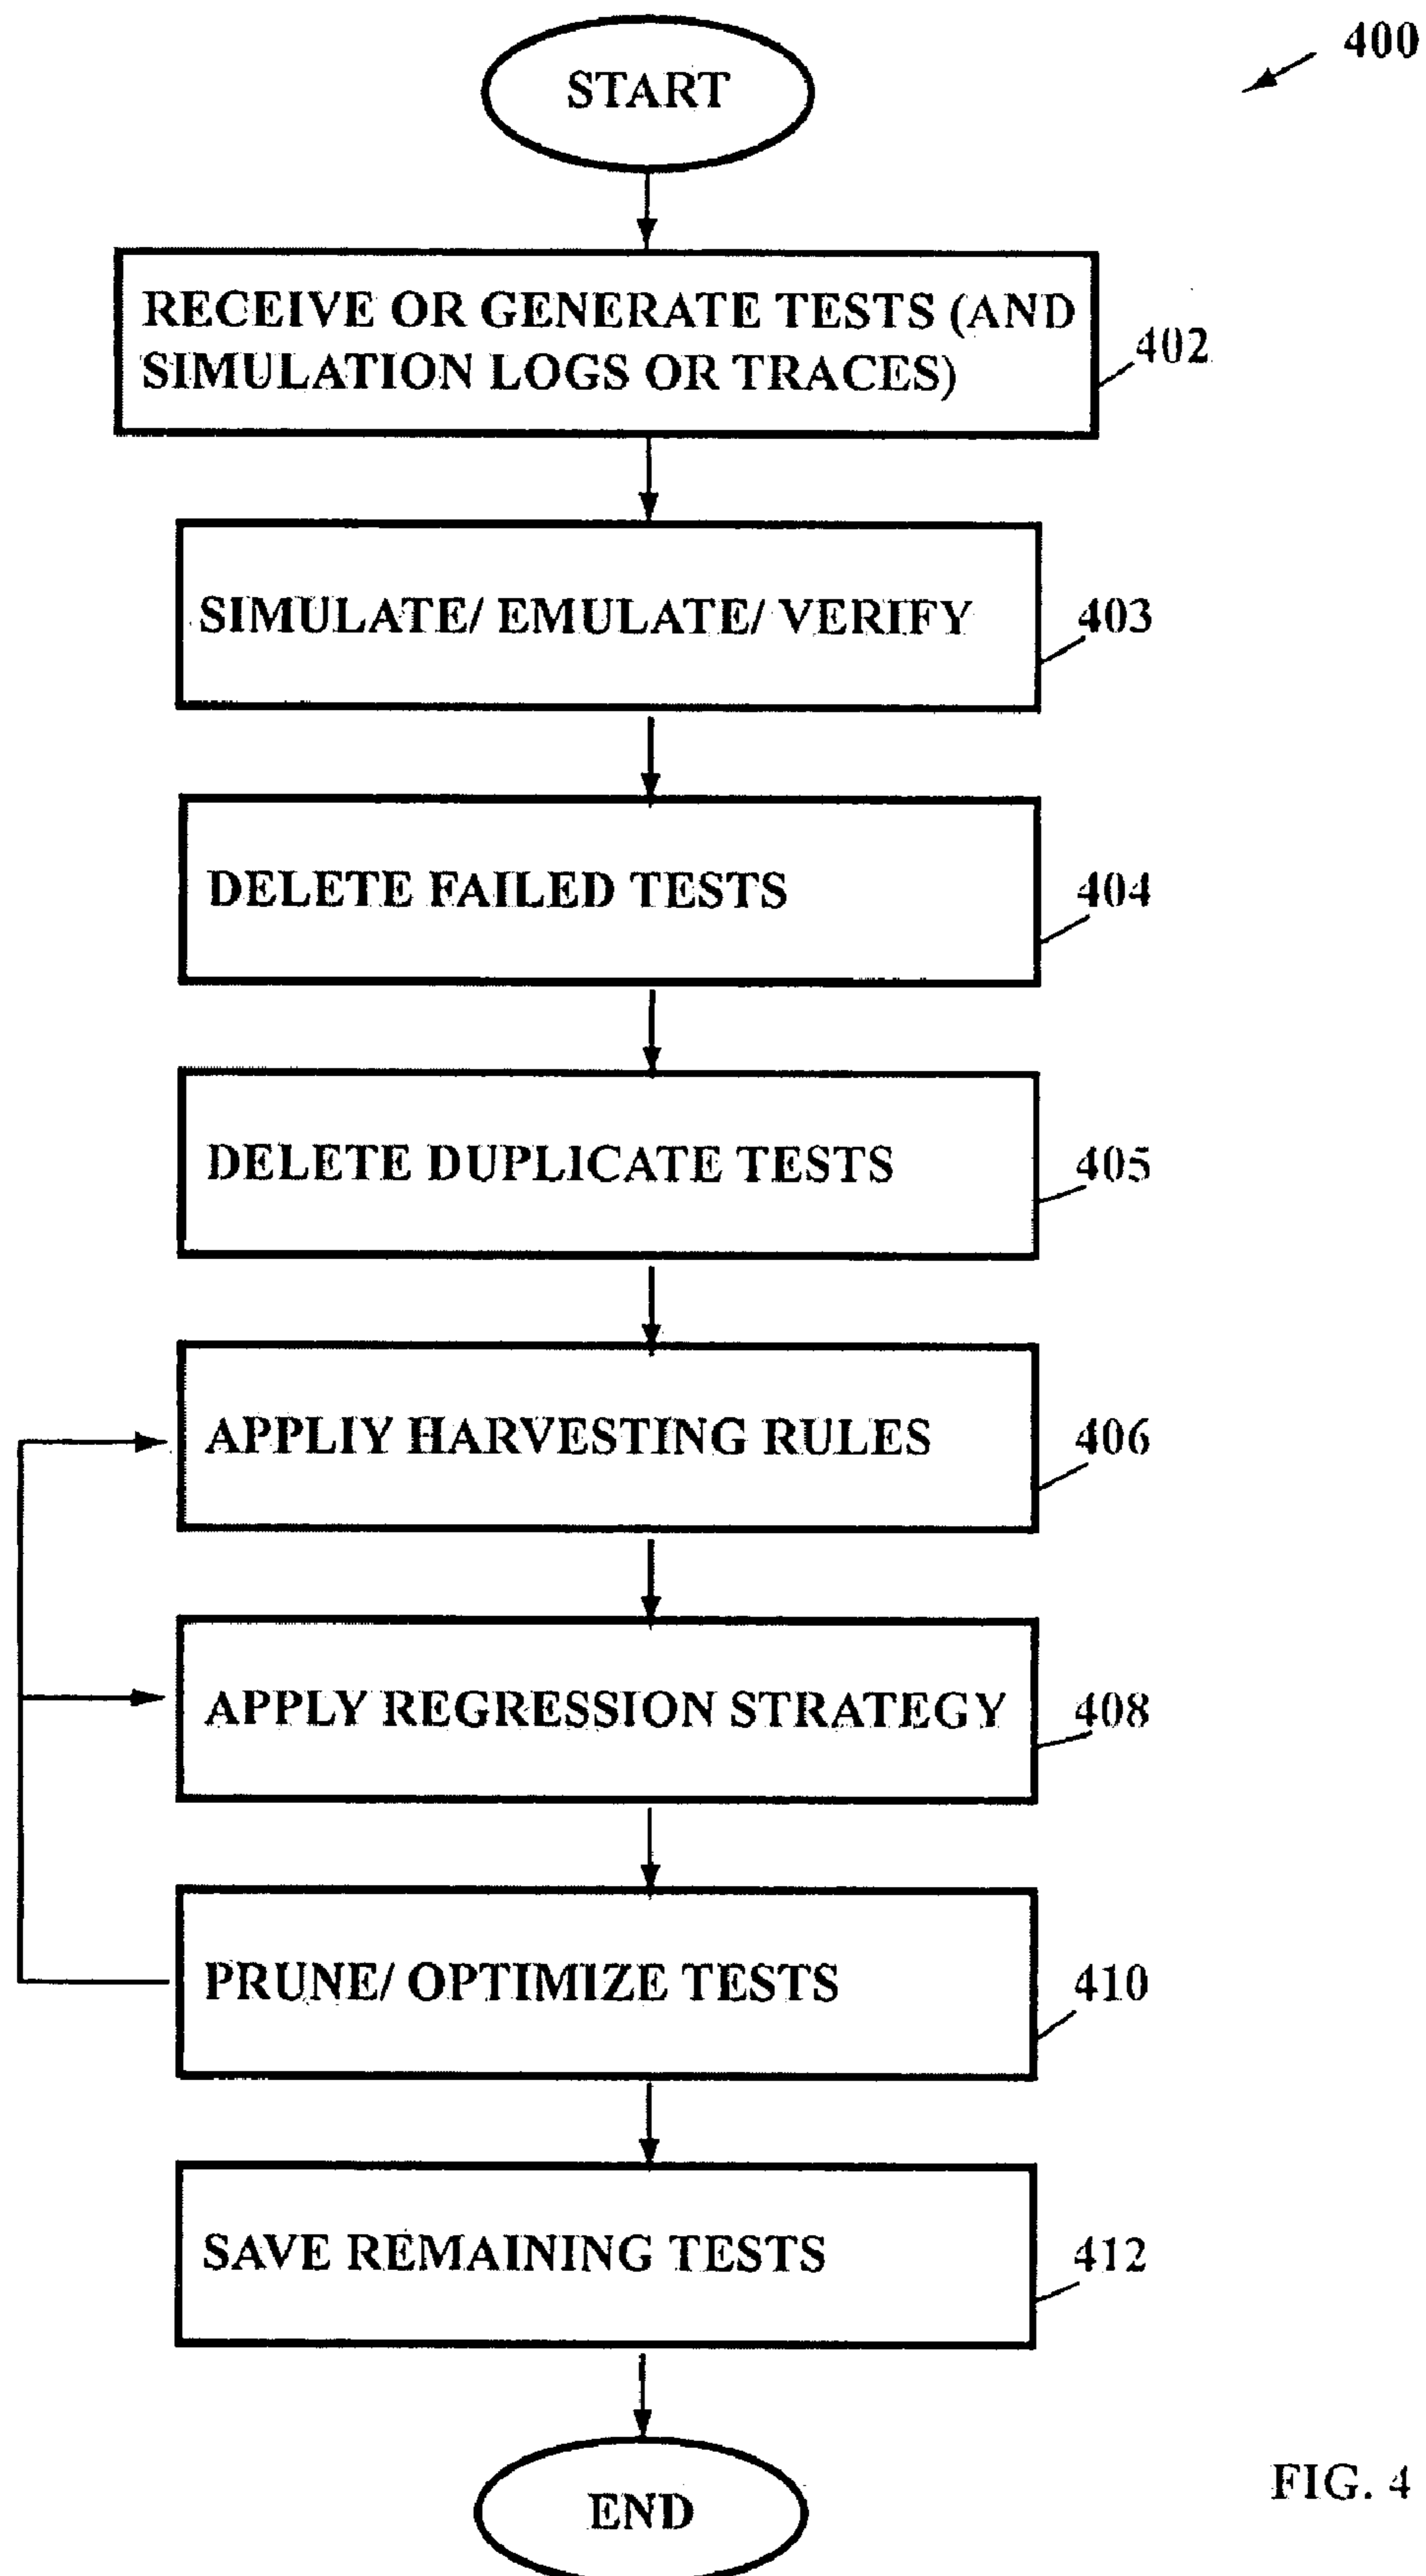 400
START
RECEIVE OR GENERATE TESTS (AND
SIMULATION LOGS OR TRACES)
402
SIMULATE/ EMULATE/ VERIFY
403
DELETE FAILED TESTS
404
DELETE DUPLICATE TESTS
405
APPLIY HARVESTING RULES
406
APPLY REGRESSION STRATEGY
408
PRUNE/ OPTIMIZE TESTS
410
SAVE REMAINING TESTS
412
END
FIG. 4